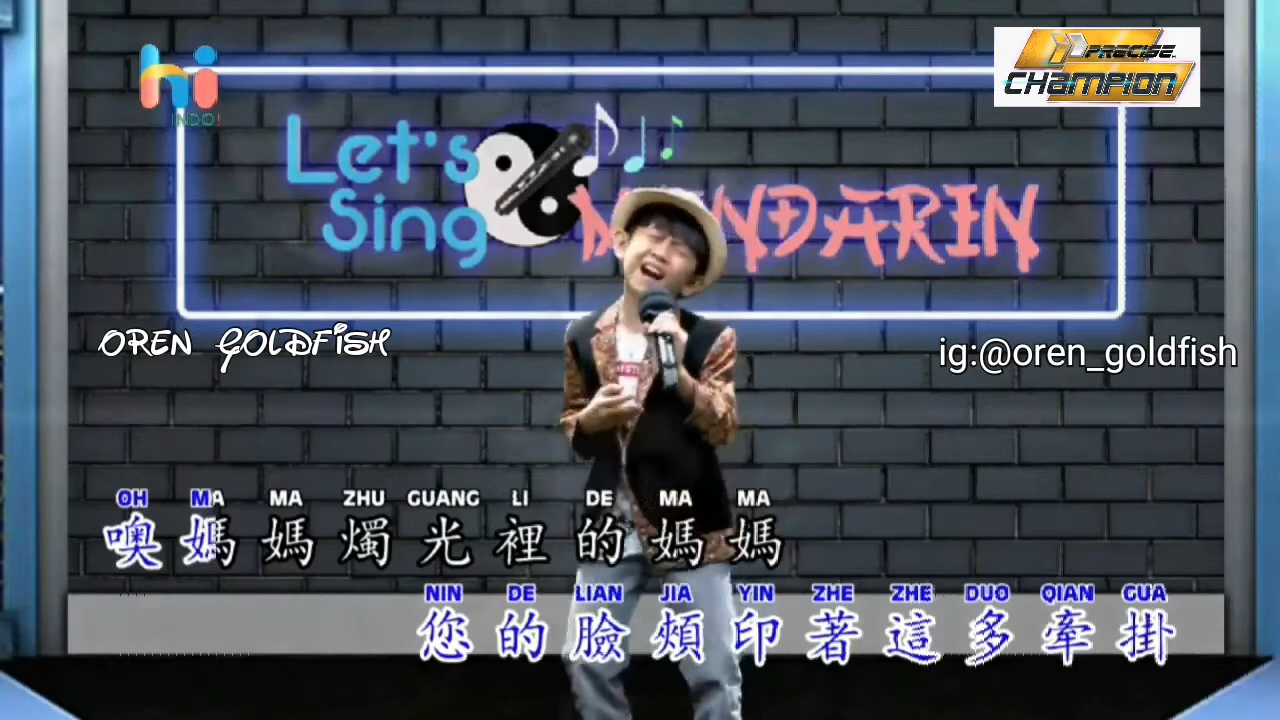 hi
INDO!
PRECISE
CHAMPION
Let's
Sing
MANDARIN
OREN GOLDFISH
ig:@oren_goldfish
OH MA MA ZHU GUANG LI DE MA MA
噢媽媽燭光裡的媽媽
NIN DE LIAN JIA YIN ZHE ZHE DUO QIAN GUA
您的臉頰印著這多牽掛